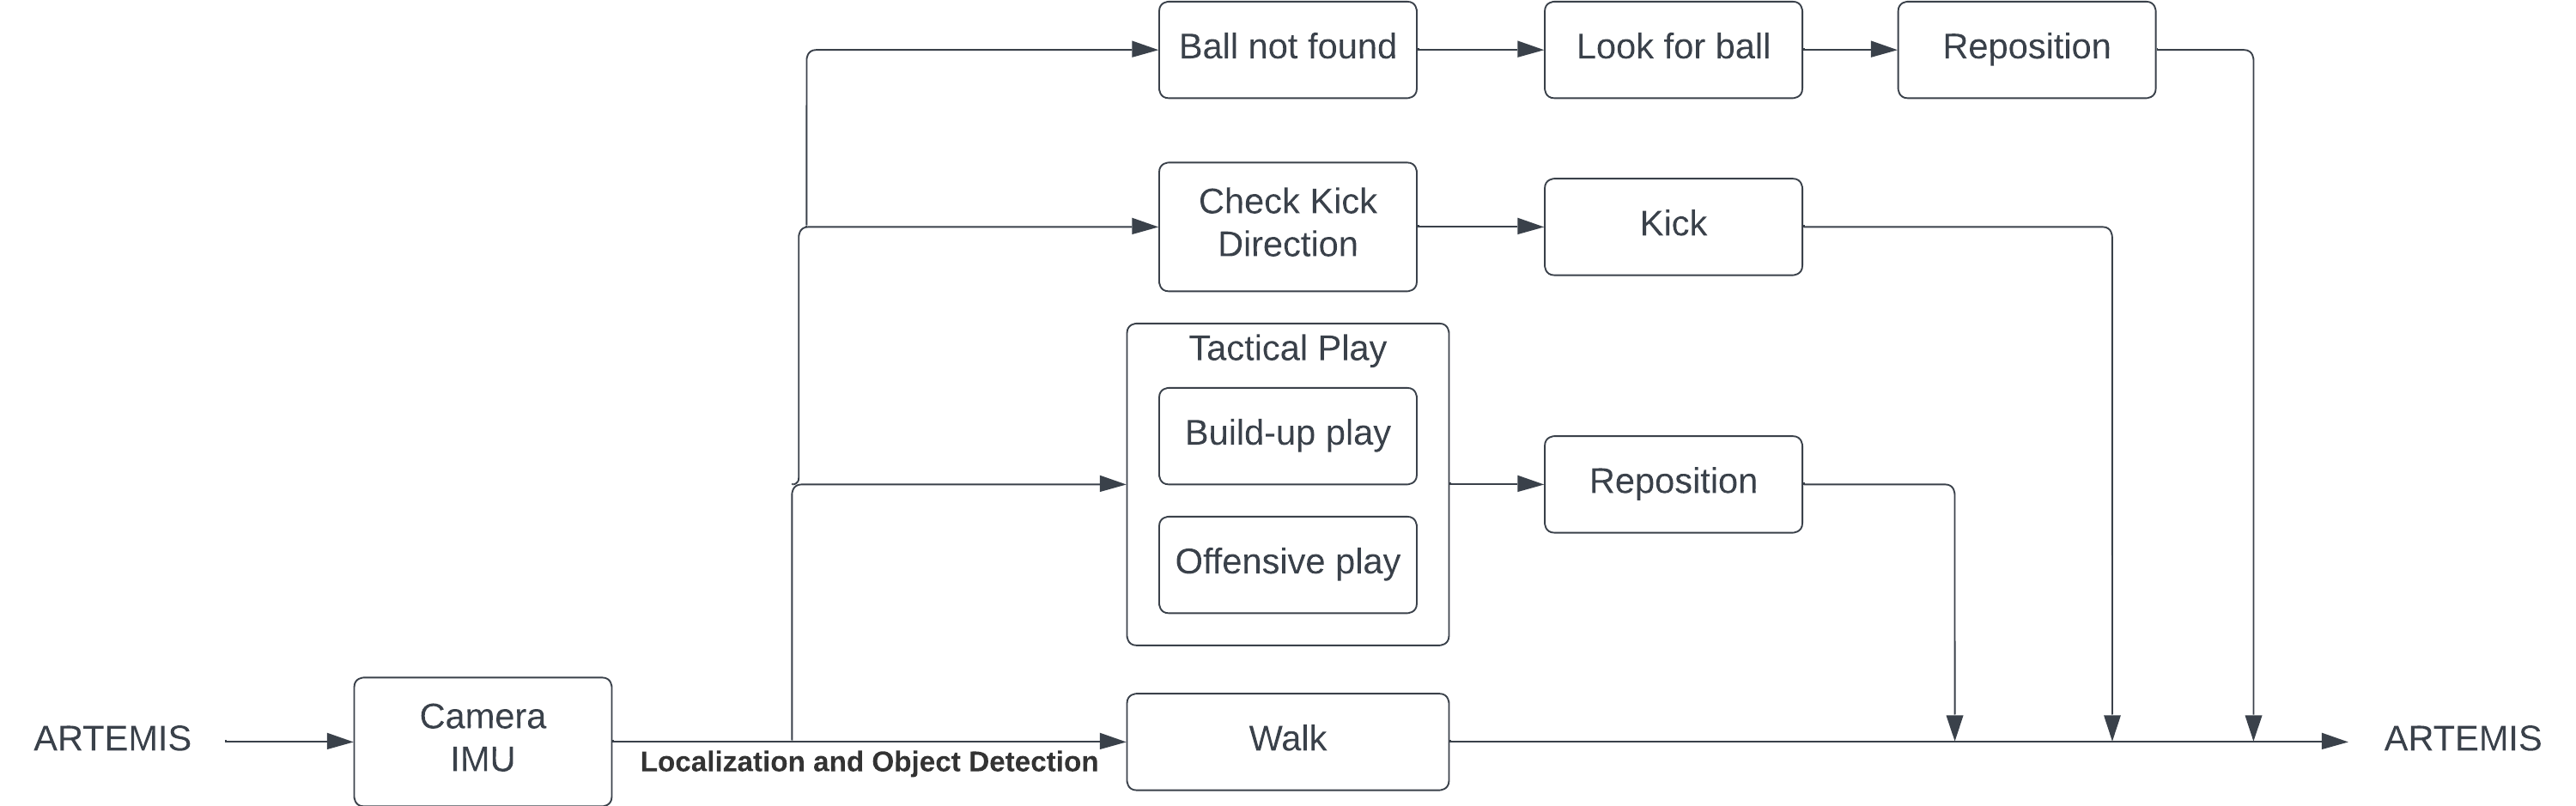 Ball not found
Look for ball
Reposition
Check Kick
Direction
Kick
Tactical Play
Build-up play
Offensive play
Reposition
ARTEMIS
Camera
IMU
Localization and Object Detection
Walk
ARTEMIS